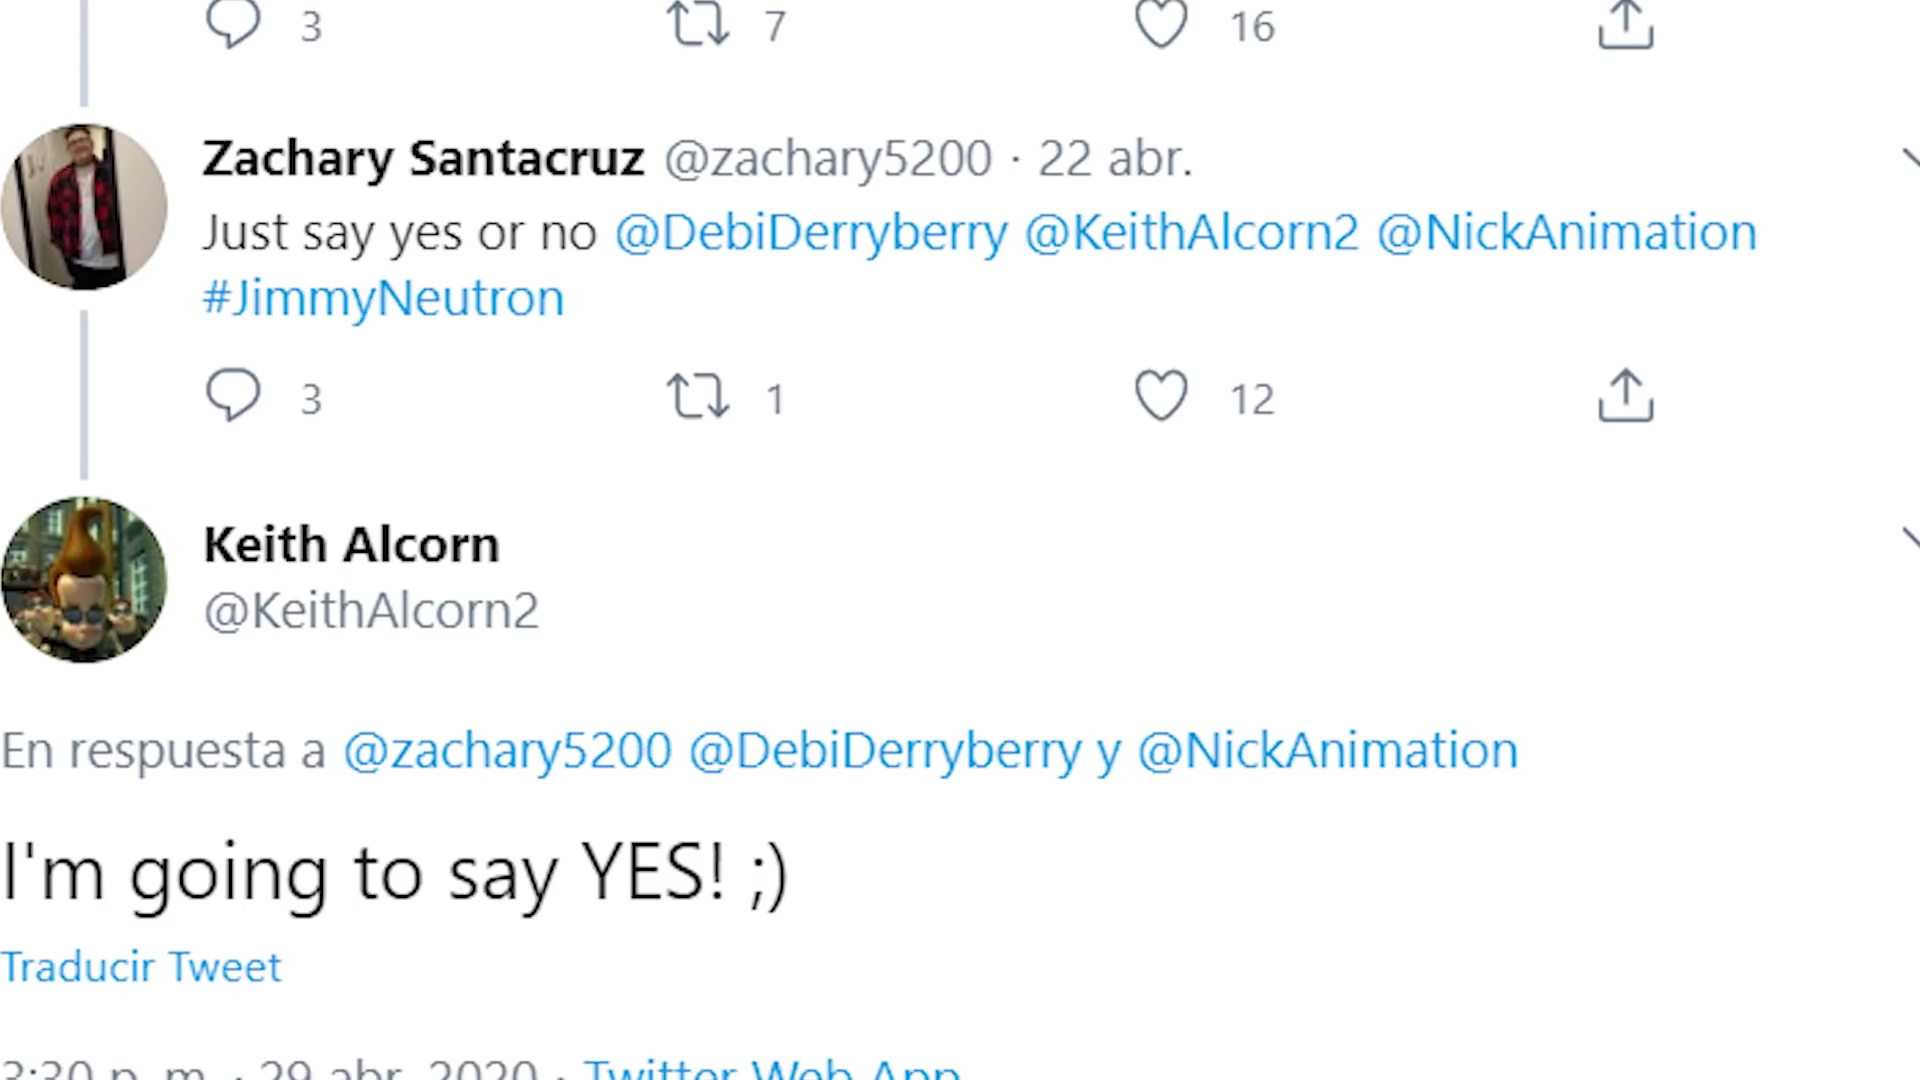 3 7 16
Zachary Santacruz @zachary5200 · 22 abr.
Just say yes or no @DebiDerryberry @KeithAlcorn2 @NickAnimation
#JimmyNeutron
3 1 12
Keith Alcorn
@KeithAlcorn2
En respuesta a @zachary5200 @DebiDerryberry y @NickAnimation
I'm going to say YES! ;)
Traducir Tweet
3:30 p. m. · 29 abr. 2020 · Twitter Web App